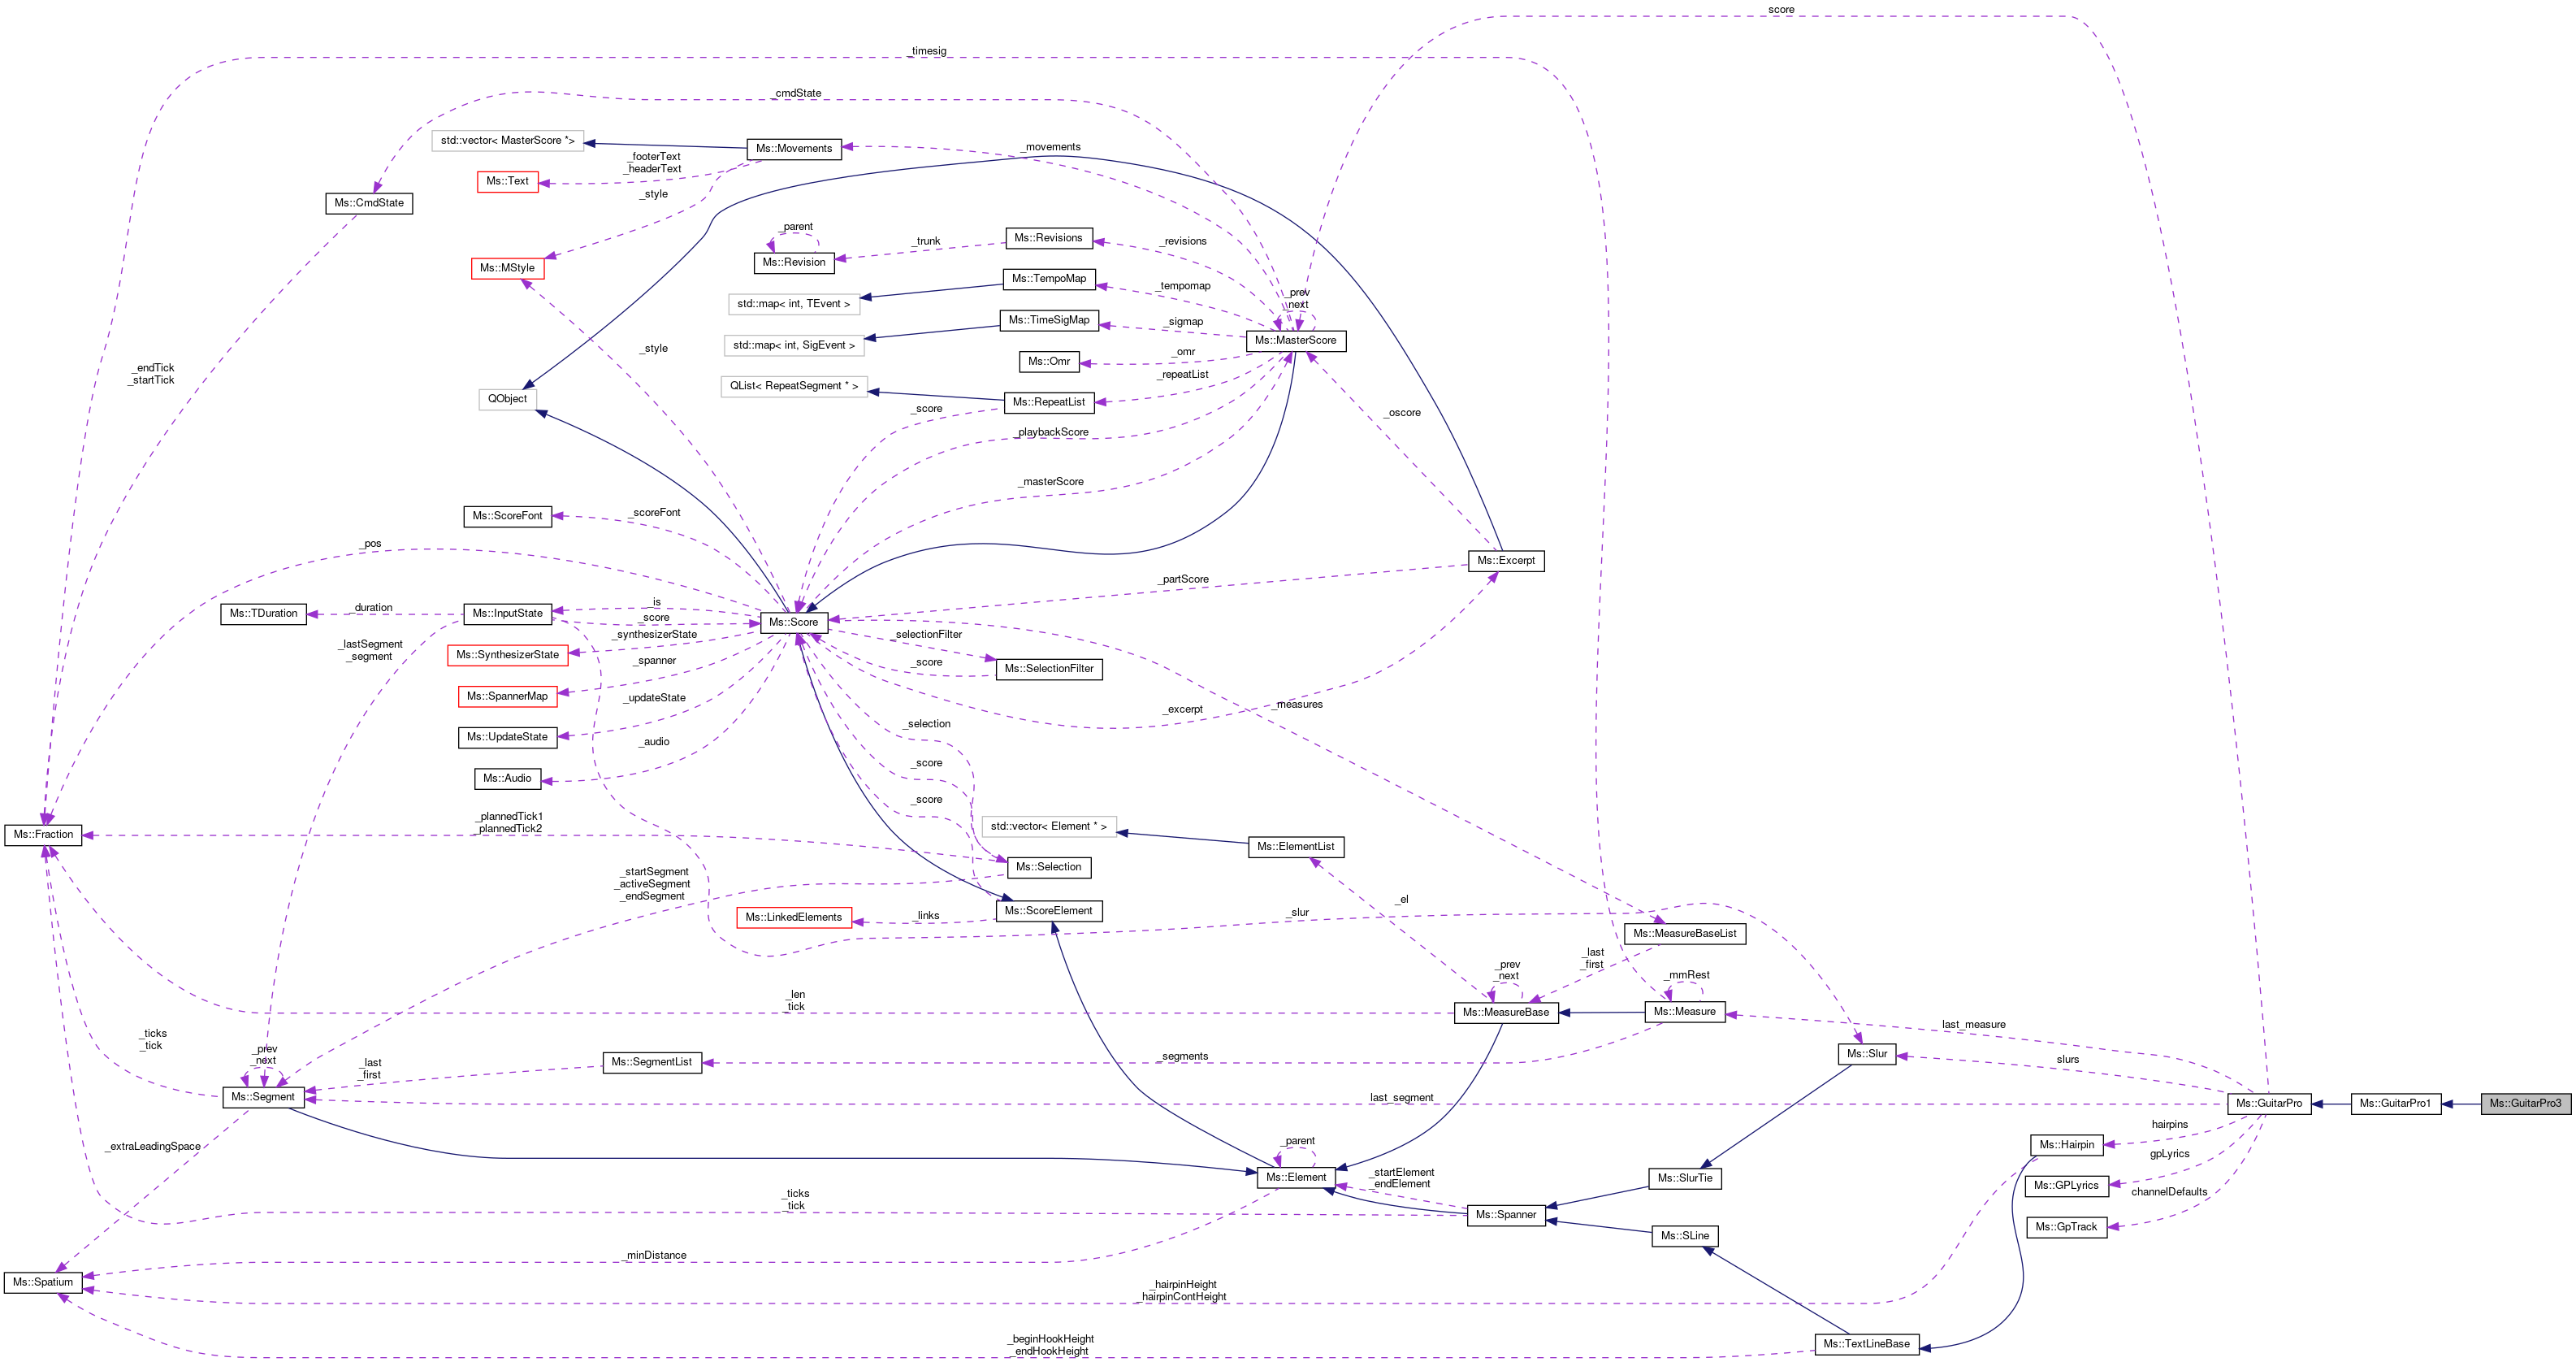 score
_timesig
_cmdState
std::vector< MasterScore *>
Ms::Movements
_footerText
_headerText
_movements
Ms::Text
_style
Ms::CmdState
_parent
_trunk
Ms::Revisions
_revisions
Ms::Revision
Ms::MStyle
Ms::TempoMap
_tempomap
_prev
_next
std::map< int, TEvent >
Ms::TimeSigMap
_sigmap
Ms::MasterScore
std::map< int, SigEvent >
_style
Ms::Omr
_omr
_endTick
_startTick
_repeatList
QList< RepeatSegment * >
QObject
Ms::RepeatList
_score
_oscore
_playbackScore
_masterScore
Ms::ScoreFont
_scoreFont
_pos
Ms::Excerpt
_partScore
Ms::TDuration
_duration
Ms::InputState
_is
_score
Ms::Score
_lastSegment
_segment
_synthesizerState
_selectionFilter
Ms::SynthesizerState
_spanner
_score
Ms::SelectionFilter
Ms::SpannerMap
_updateState
_excerpt
_measures
_selection
Ms::UpdateState
_audio
_score
Ms::Audio
_score
_plannedTick1
_plannedTick2
std::vector< Element * >
Ms::Fraction
Ms::ElementList
_startSegment
_activeSegment
_endSegment
Ms::Selection
_el
Ms::LinkedElements
_links
Ms::ScoreElement
_slur
Ms::MeasureBaseList
_last
_first
_prev
_next
_mmRest
_len
_tick
Ms::MeasureBase
Ms::Measure
last_measure
_ticks
_tick
_prev
_next
_last
_first
Ms::SegmentList
_segments
Ms::Slur
slurs
Ms::Segment
last_segment
Ms::GuitarPro
Ms::GuitarPro1
Ms::GuitarPro3
hairpins
_extraLeadingSpace
_parent
Ms::Hairpin
gpLyrics
Ms::Element
_startElement
_endElement
Ms::SlurTie
Ms::GPLyrics
channelDefaults
_ticks
_tick
Ms::Spanner
Ms::GpTrack
Ms::SLine
_minDistance
Ms::Spatium
_hairpinHeight
_hairpinContHeight
_beginHookHeight
_endHookHeight
Ms::TextLineBase